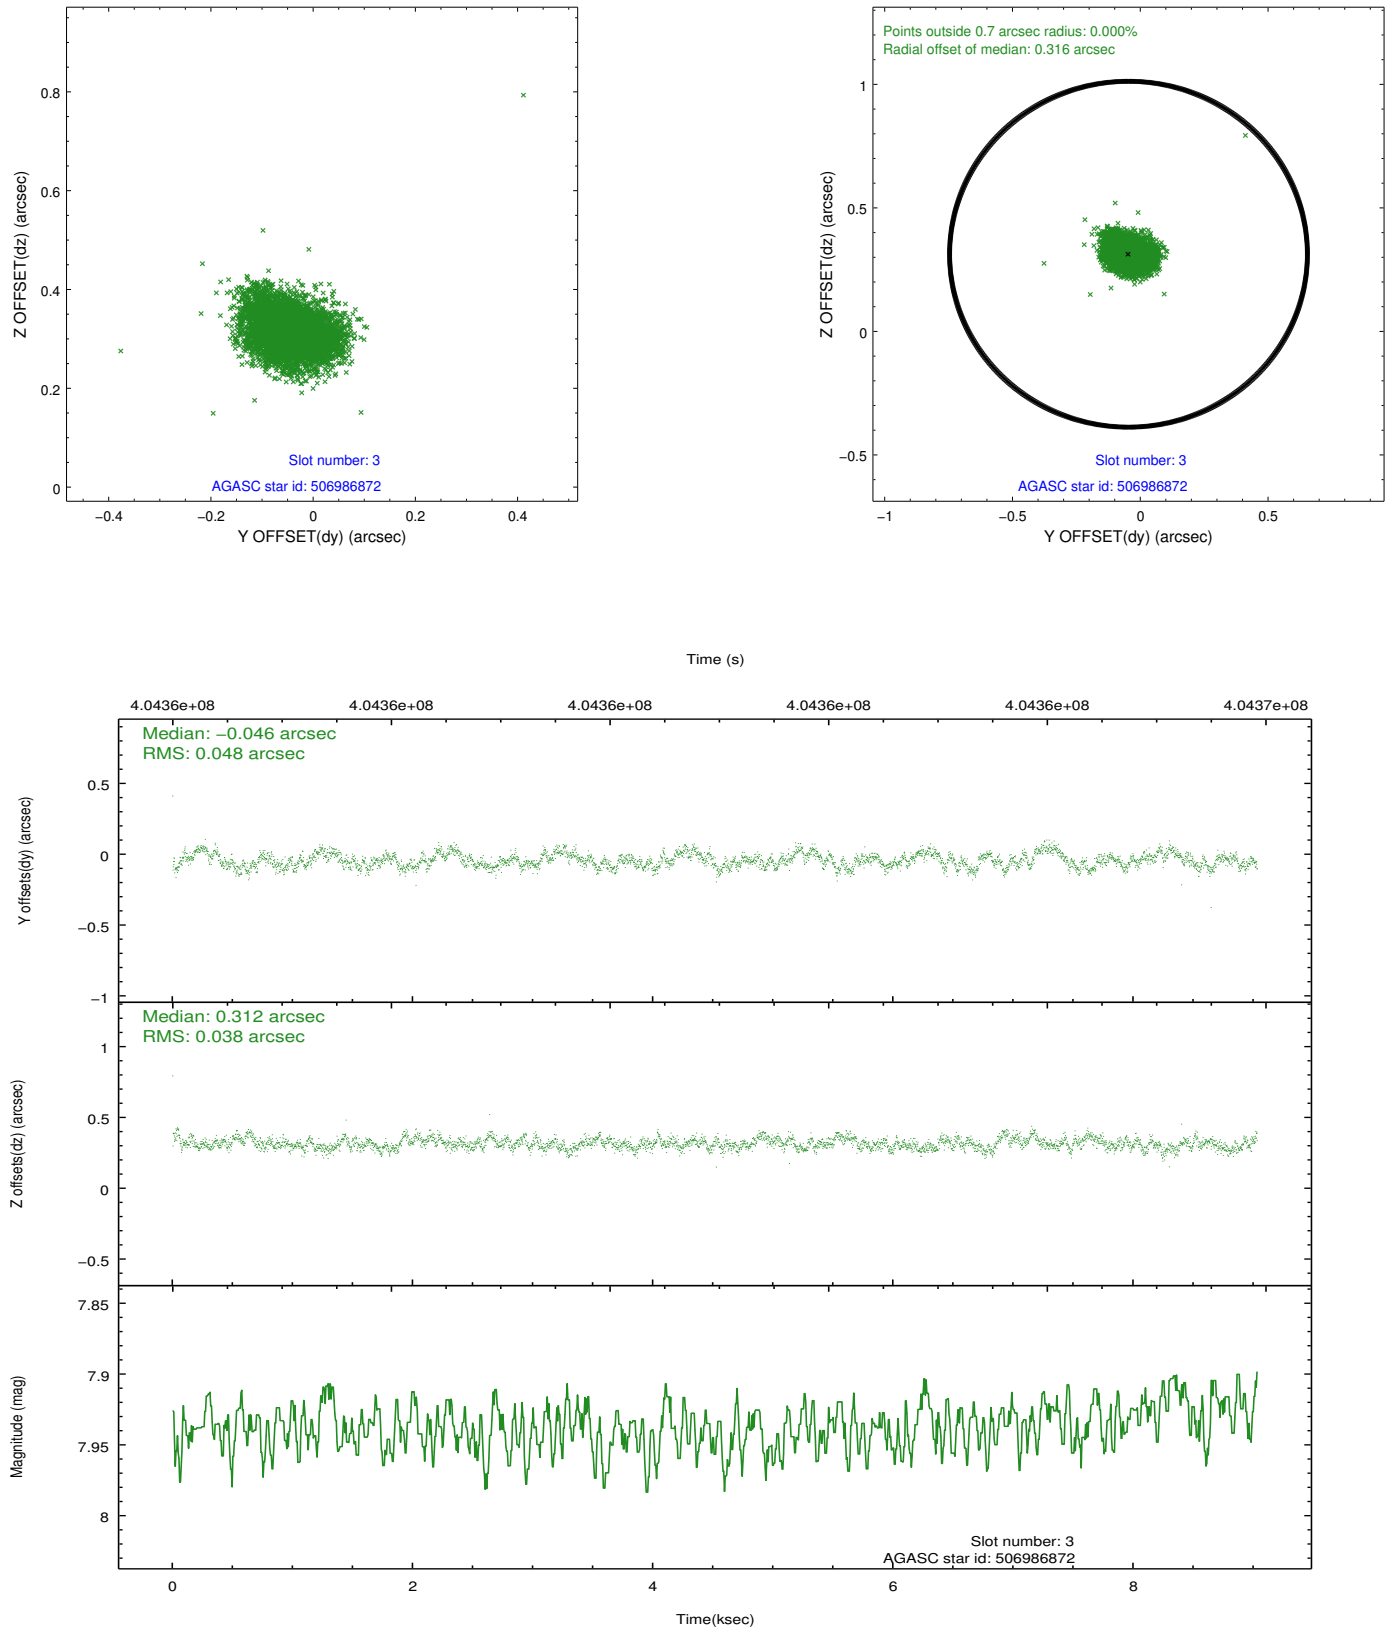 0.8
0.6
0.4
0.2
0
Z OFFSET(dz) (arcsec)
Slot number: 3
AGASC star id: 506986872
−0.4 −0.2 0 0.2 0.4
Y OFFSET(dy) (arcsec)
Points outside 0.7 arcsec radius: 0.000%
Radial offset of median: 0.316 arcsec
1
0.5
0
−0.5
Z OFFSET(dz) (arcsec)
Slot number: 3
AGASC star id: 506986872
−1 −0.5 0 0.5
Y OFFSET(dy) (arcsec)
Time (s)
4.0436e+08 4.0436e+08 4.0436e+08 4.0436e+08 4.0436e+08 4.0437e+08
Median: −0.046 arcsec
RMS: 0.048 arcsec
0.5
0
−0.5
−1
Y offsets(dy) (arcsec)
Median: 0.312 arcsec
RMS: 0.038 arcsec
1
0.5
0
−0.5
Z offsets(dz) (arcsec)
7.85
7.9
7.95
8
Magnitude (mag)
Slot number: 3
AGASC star id: 506986872
0 2 4 6 8
Time(ksec)